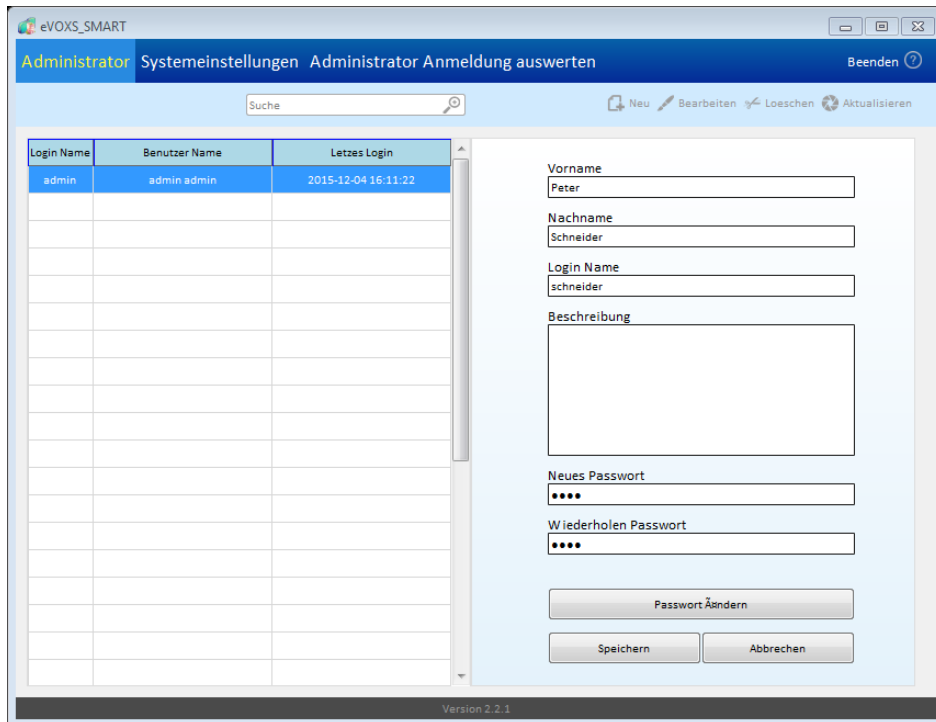 eVOXS_SMART
Administrator Systemeinstellungen Administrator Anmeldung auswerten Beenden ?
Suche Neu Bearbeiten Loeschen Aktualisieren
Login Name Benutzer Name Letzes Login
admin admin admin 2015-12-04 16:11:22
Vorname
Peter
Nachname
Schneider
Login Name
schneider
Beschreibung
Neues Passwort
••••
Wiederholen Passwort
••••
Passwort Ã¤ndern
Speichern Abbrechen
Version 2.2.1